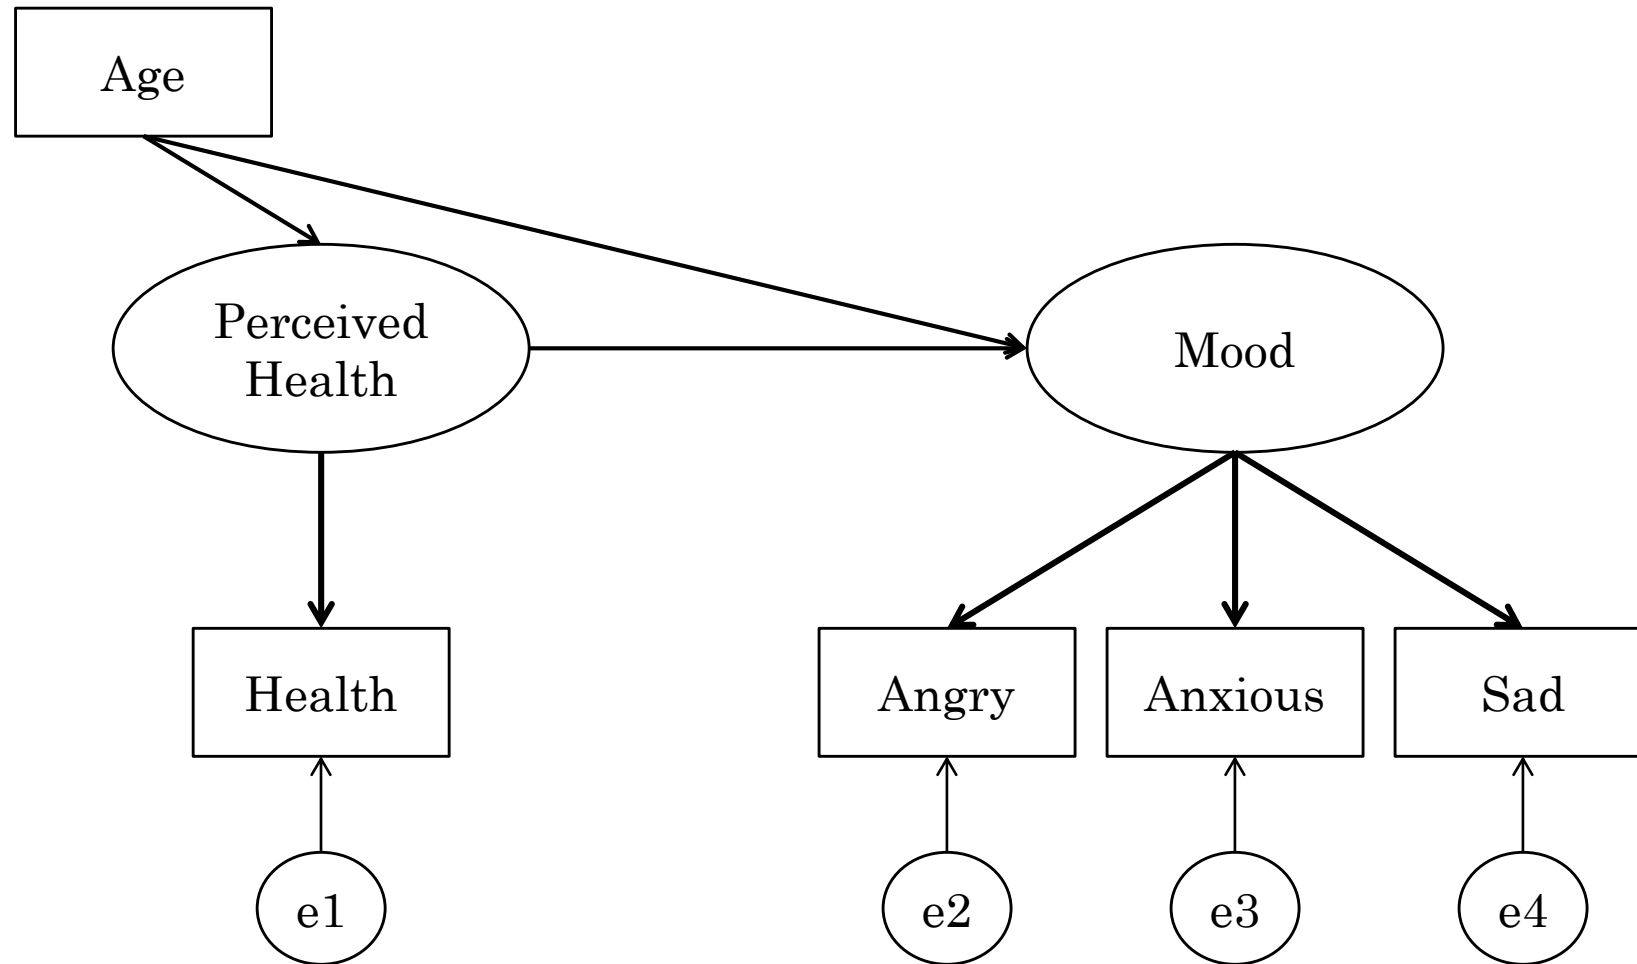 Age
Perceived
Health
Mood
Health
Angry
Anxious
Sad
e1
e2
e3
e4